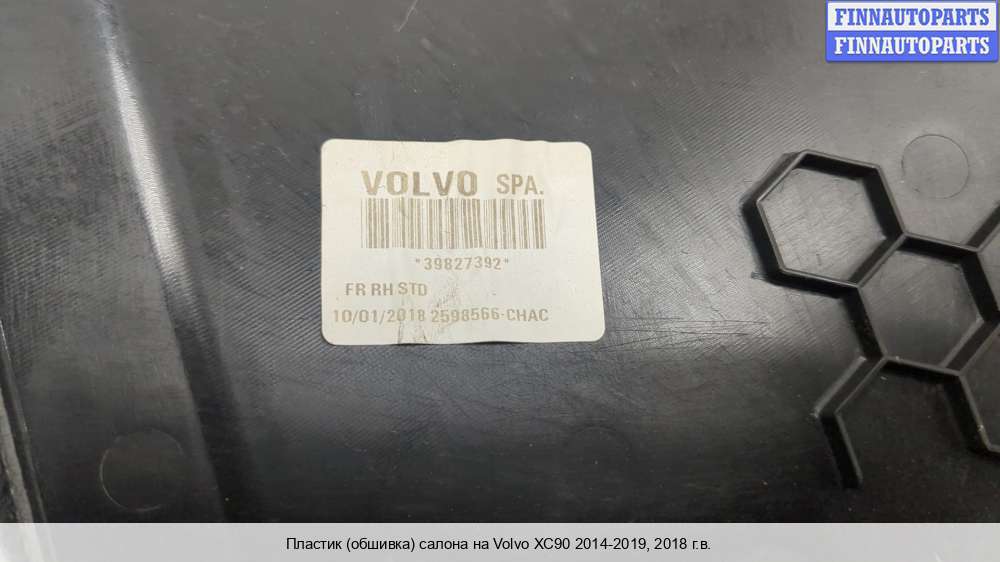 FINNAUTOPARTS
FINNAUTOPARTS
VOLVO SPA.
*39827392*
FR RH STD
10/01/2018 2598566-CHAC
Пластик (обшивка) салона на Volvo XC90 2014-2019, 2018 г.в.